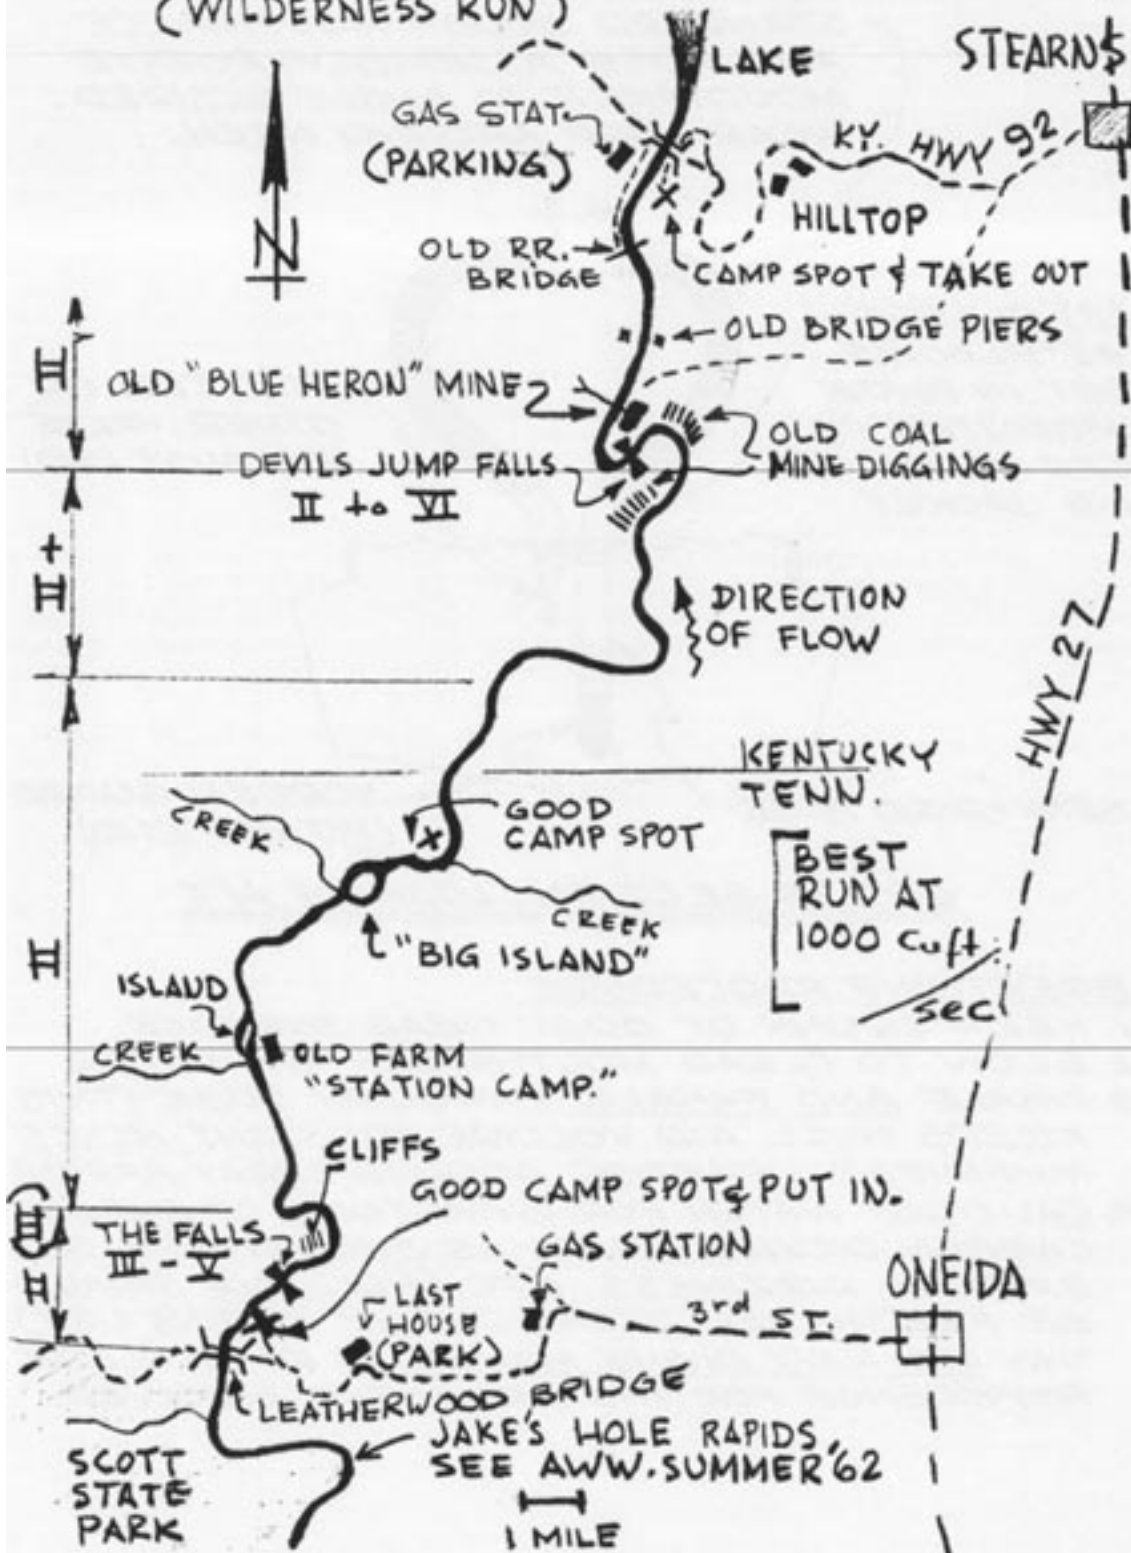 (WILDERNESS RUN)
LAKE
STEARNS
GAS STAT.
(PARKING)
KY. HWY 92
HILLTOP
N
OLD RR.
BRIDGE
CAMP SPOT & TAKE OUT
OLD BRIDGE PIERS
II
OLD "BLUE HERON" MINE
OLD COAL
MINE DIGGINGS
DEVILS JUMP FALLS
II to VI
II +
DIRECTION
OF FLOW
HWY 27
KENTUCKY
TENN.
CREEK
GOOD
CAMP SPOT
BEST
RUN AT
1000 Cu ft
sec
CREEK
"BIG ISLAND"
II
ISLAND
CREEK
OLD FARM
"STATION CAMP."
CLIFFS
GOOD CAMP SPOT & PUT IN.
THE FALLS
III - V
GAS STATION
ONEIDA
II
LAST
HOUSE
(PARK)
3rd ST.
LEATHERWOOD BRIDGE
JAKE'S HOLE RAPIDS,
SEE AWW. SUMMER '62
SCOTT
STATE
PARK
1 MILE